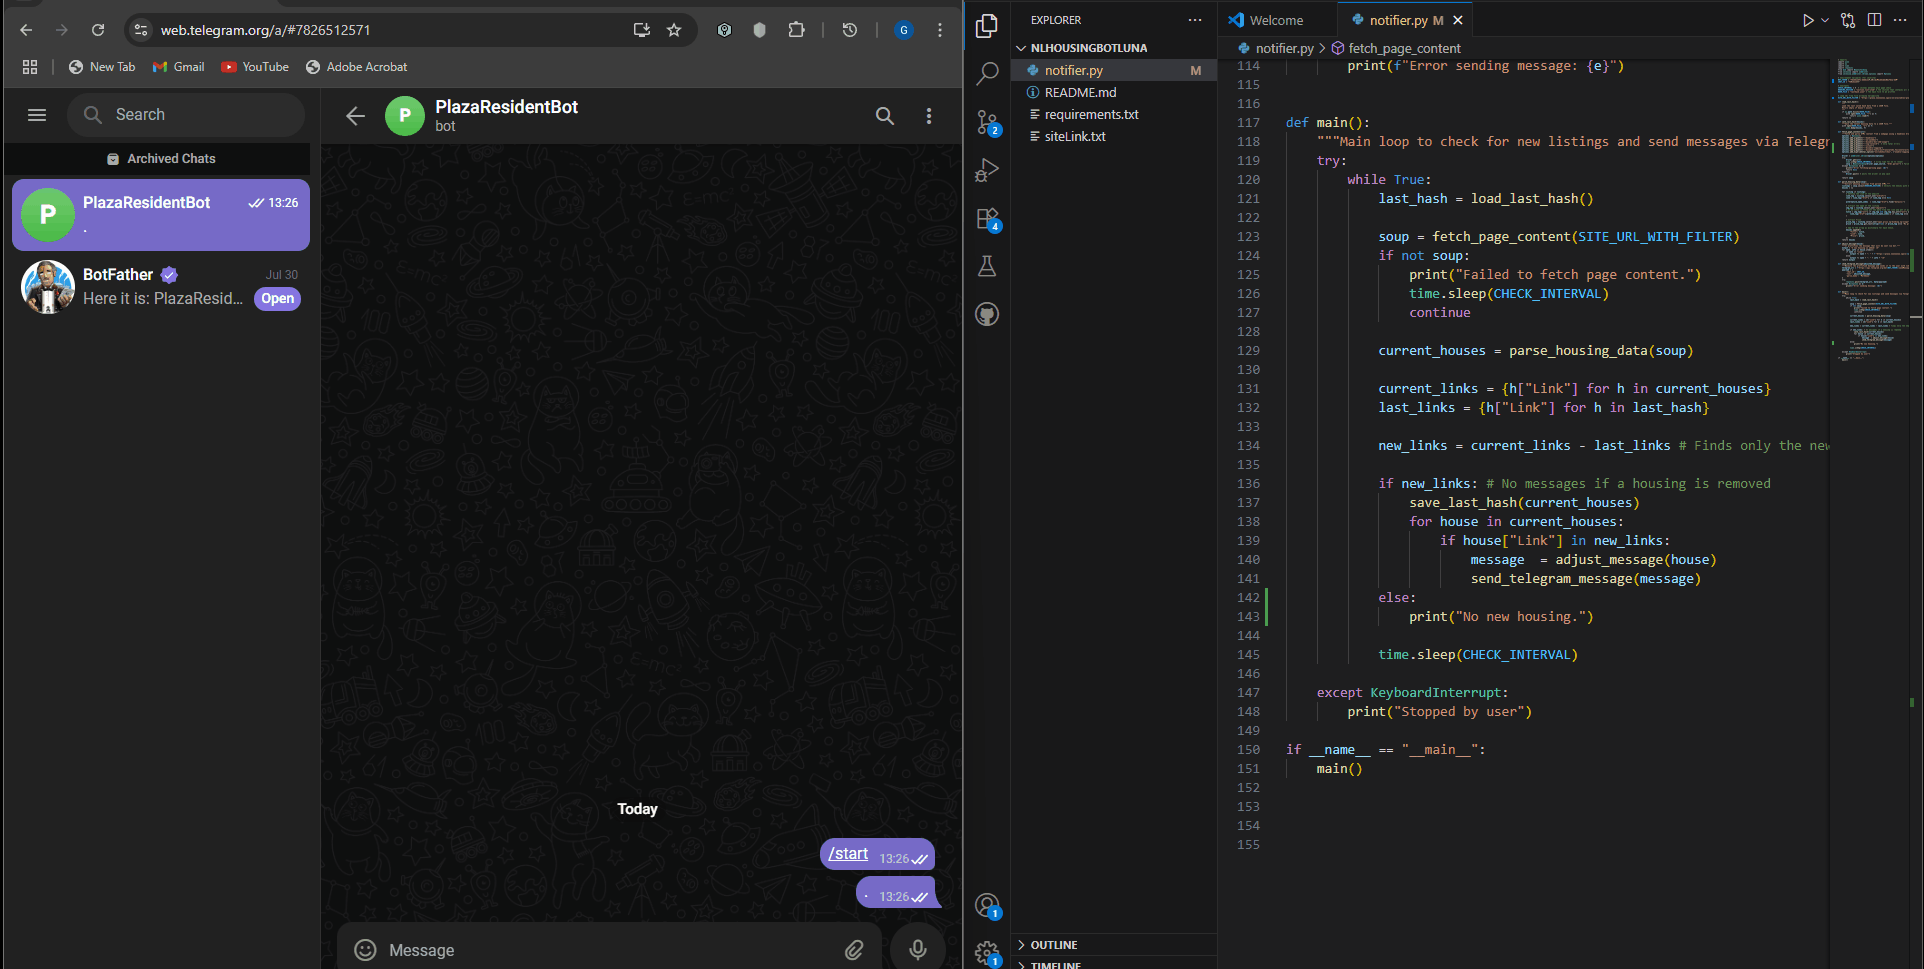 web.telegram.org/a/#7826512571
G
New Tab
Gmail
YouTube
Adobe Acrobat
Search
Archived Chats
P
PlazaResidentBot
13:26
.
BotFather
Jul 30
Here it is: PlazaResid...
Open
P
PlazaResidentBot
bot
Today
/start 13:26
. 13:26
Message
2
4
1
1
EXPLORER
NLHOUSINGBOTLUNA
notifier.py M
README.md
requirements.txt
siteLink.txt
OUTLINE
TIMELINE
Welcome
notifier.py M
notifier.py > fetch_page_content
114 print(f"Error sending message: {e}")
115
116
117 def main():
118 """Main loop to check for new listings and send messages via Telegr
119 try:
120 while True:
121 last_hash = load_last_hash()
122
123 soup = fetch_page_content(SITE_URL_WITH_FILTER)
124 if not soup:
125 print("Failed to fetch page content.")
126 time.sleep(CHECK_INTERVAL)
127 continue
128
129 current_houses = parse_housing_data(soup)
130
131 current_links = {h["Link"] for h in current_houses}
132 last_links = {h["Link"] for h in last_hash}
133
134 new_links = current_links - last_links # Finds only the new
135
136 if new_links: # No messages if a housing is removed
137 save_last_hash(current_houses)
138 for house in current_houses:
139 if house["Link"] in new_links:
140 message  = adjust_message(house)
141 send_telegram_message(message)
142 else:
143 print("No new housing.")
144
145 time.sleep(CHECK_INTERVAL)
146
147 except KeyboardInterrupt:
148 print("Stopped by user")
149
150 if __name__ == "__main__":
151 main()
152
153
154
155